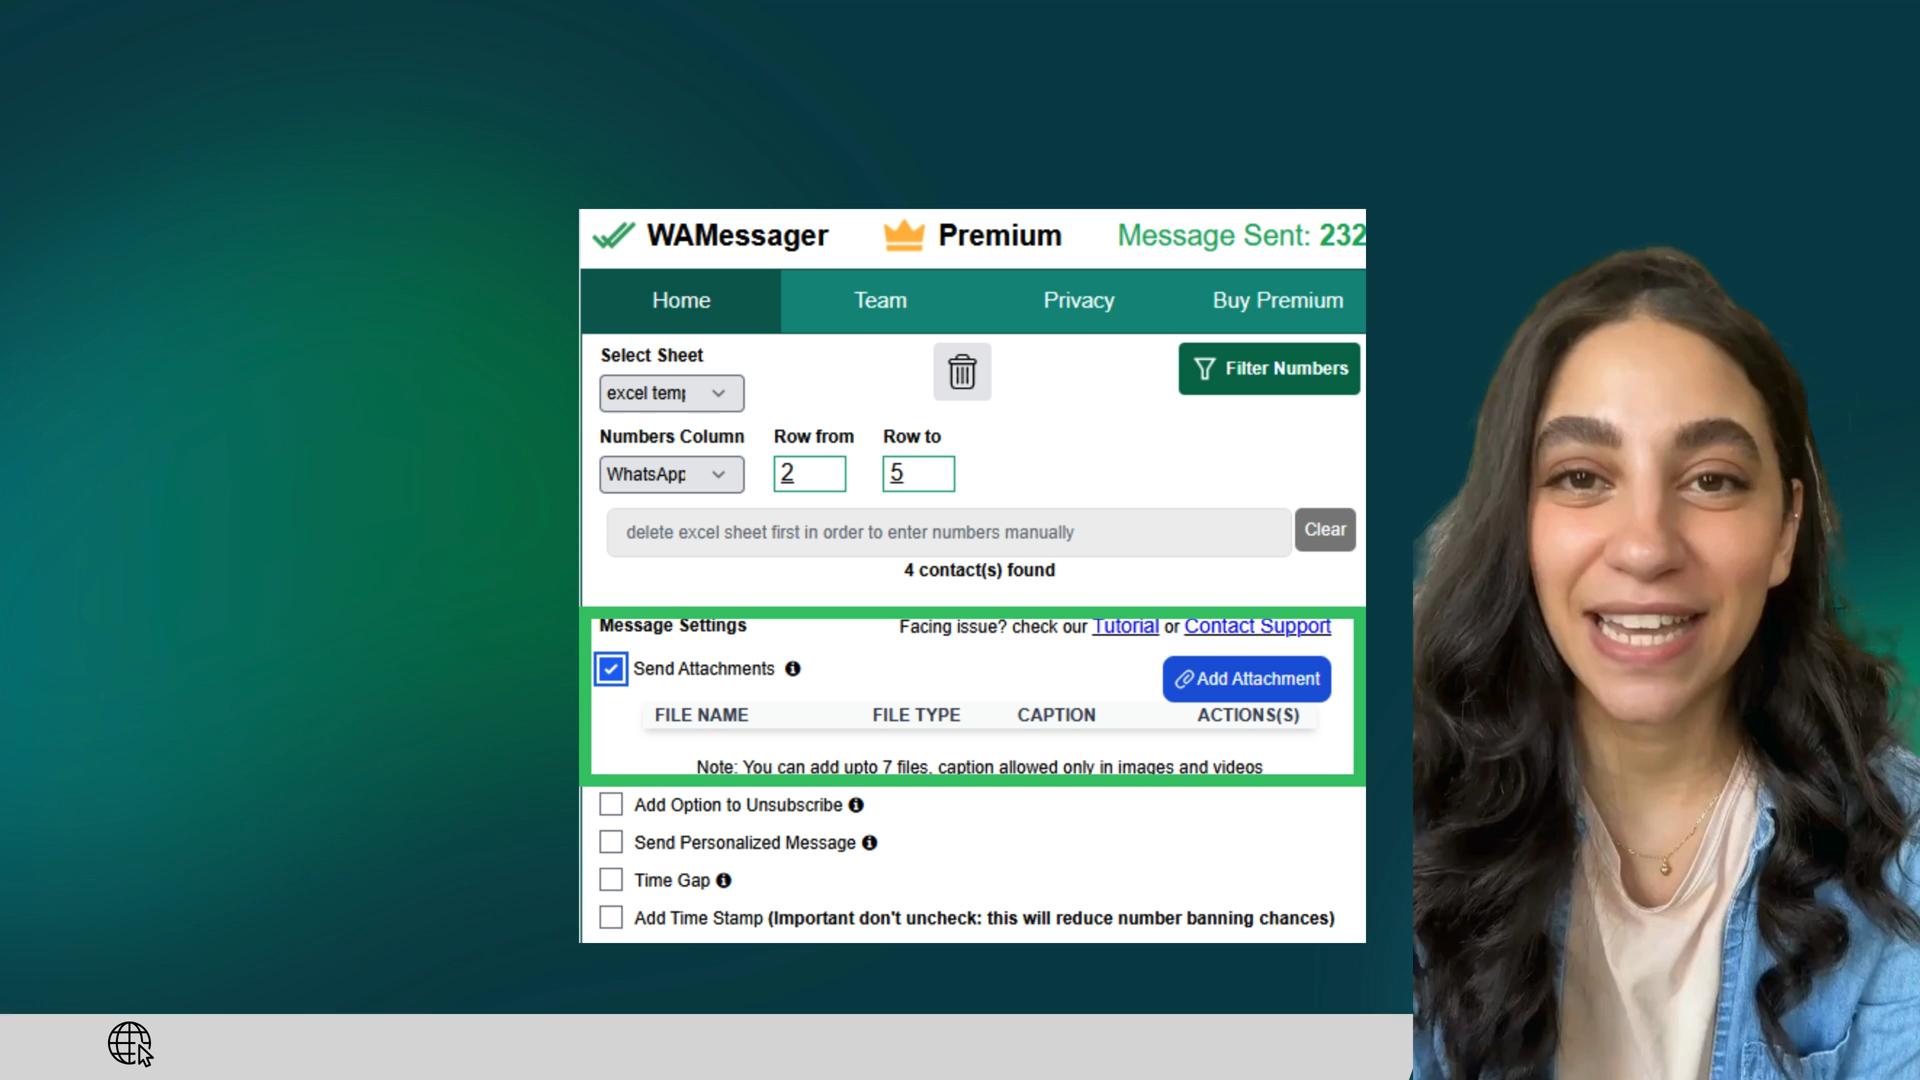 WAMessager Premium Message Sent: 232
Home Team Privacy Buy Premium
Select Sheet
Filter Numbers
excel temp
Numbers Column Row from Row to
WhatsApp 2 5
delete excel sheet first in order to enter numbers manually Clear
4 contact(s) found
Message Settings Facing issue? check our Tutorial or Contact Support
Send Attachments Add Attachment
FILE NAME FILE TYPE CAPTION ACTIONS(S)
Note: You can add upto 7 files, caption allowed only in images and videos
Add Option to Unsubscribe
Send Personalized Message
Time Gap
Add Time Stamp (Important don't uncheck: this will reduce number banning chances)